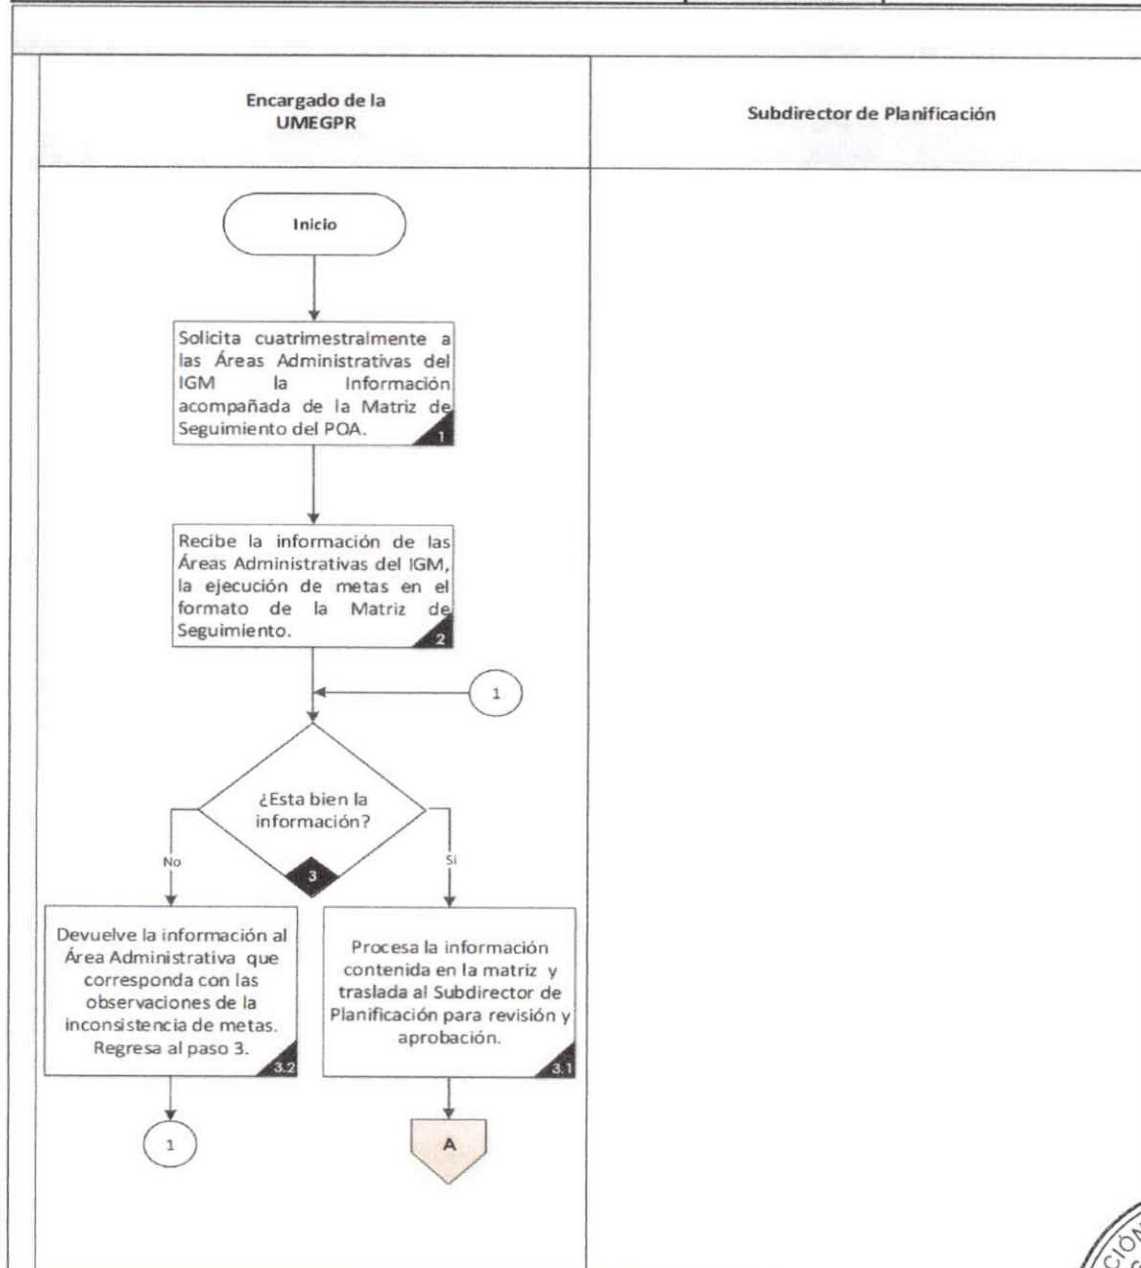 Encargado de la
UMEGPR
Subdirector de Planificación
Inicio
Solicita cuatrimestralmente a
las Áreas Administrativas del
IGM la Información
acompañada de la Matriz de
Seguimiento del POA.
1
Recibe la información de las
Áreas Administrativas del IGM,
la ejecución de metas en el
formato de la Matriz de
Seguimiento.
2
1
¿Esta bien la
información?
3
No
Si
Devuelve la información al
Área Administrativa que
corresponda con las
observaciones de la
inconsistencia de metas.
Regresa al paso 3.
3.2
Procesa la información
contenida en la matriz y
traslada al Subdirector de
Planificación para revisión y
aprobación.
3.1
1
A
CIÓN